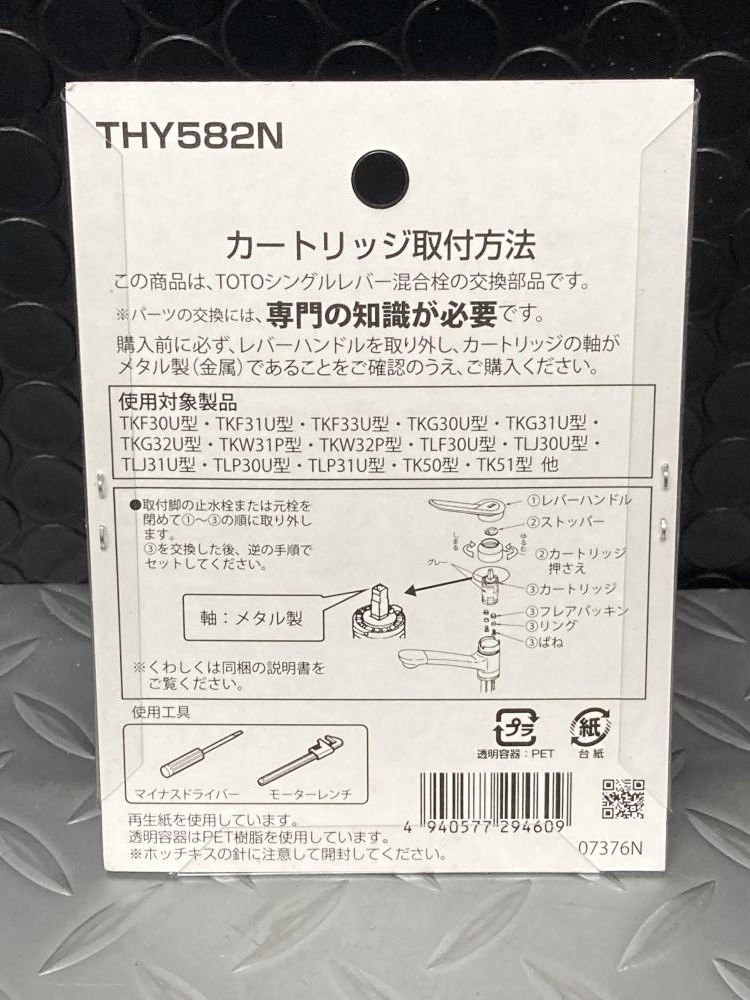 THY582N
カートリッジ取付方法
この商品は、TOTOシングルレバー混合栓の交換部品です。
※パーツの交換には、専門の知識が必要です。
購入前に必ず、レバーハンドルを取り外し、カートリッジの軸が
メタル製（金属）であることをご確認のうえ、ご購入ください。
使用対象製品
TKF30U型・TKF31U型・TKF33U型・TKG30U型・TKG31U型・
TKG32U型・TKW31P型・TKW32P型・TLF30U型・TLJ30U型・
TLJ31U型・TLP30U型・TLP31U型・TK50型・TK51型 他
●取付脚の止水栓または元栓を
閉めて①〜③の順に取り外し
ます。
③を交換した後、逆の手順で
セットしてください。
①レバーハンドル
②ストッパー
しまる
ゆるむ
②カートリッジ
押さえ
グレー
③カートリッジ
③フレアパッキン
③リング
③ばね
軸：メタル製
※くわしくは同梱の説明書を
ご覧ください。
使用工具
マイナスドライバー
モーターレンチ
プラ
透明容器：PET
紙
台紙
再生紙を使用しています。
透明容器はPET樹脂を使用しています。
※ホッチキスの針に注意して開封してください。
4 940577 294609
07376N